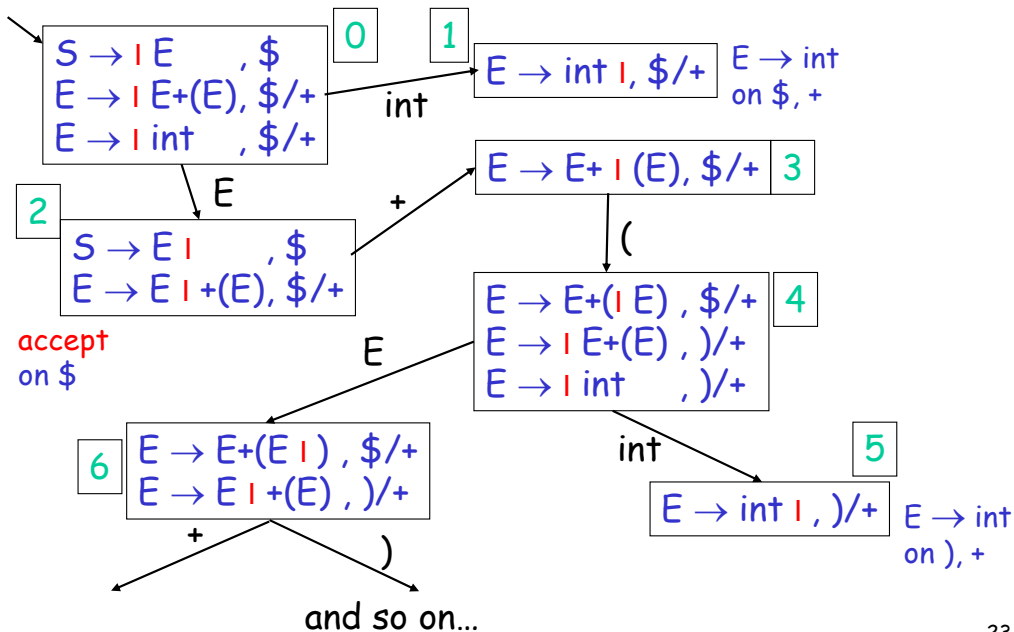 0
S → | E , $
E → | E+(E), $/+
E → | int , $/+
int
1
E → int |, $/+
E → int
on $, +
E
2
S → E | , $
E → E | +(E), $/+
accept
on $
+
E → E+ | (E), $/+
3
(
E → E+(| E) , $/+
E → | E+(E) , )/+
E → | int , )/+
4
E
int
6
E → E+(E | ) , $/+
E → E | +(E) , )/+
5
E → int | , )/+
E → int
on ), +
+
)
and so on…